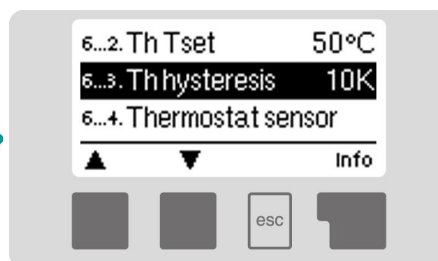 6...2. Th Tset 50°C
6...3. Th hysteresis 10K
6...4. Thermostat sensor
▲ ▼ Info
esc